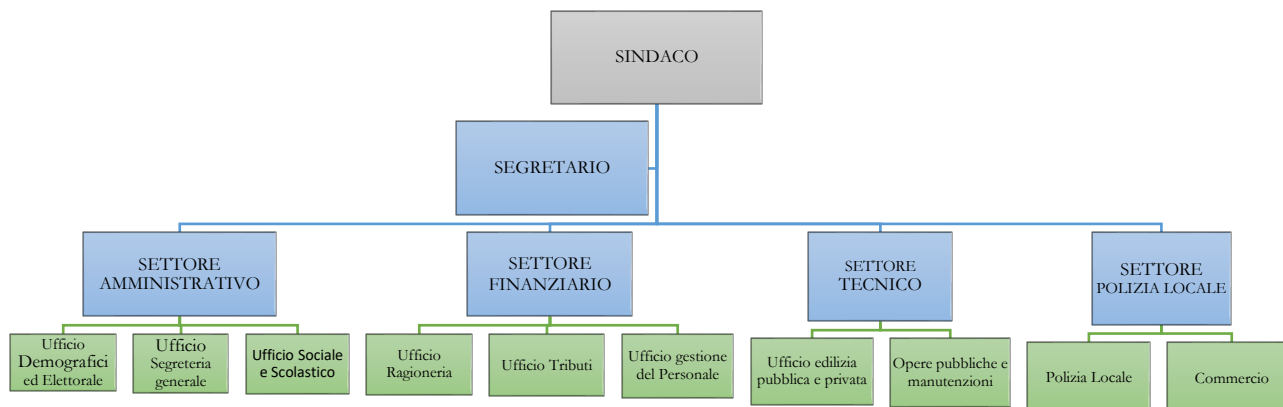 SINDACO
SEGRETARIO
SETTORE
AMMINISTRATIVO
SETTORE
FINANZIARIO
SETTORE
TECNICO
SETTORE
POLIZIA LOCALE
Ufficio
Demografici
ed Elettorale
Ufficio
Segreteria
generale
Ufficio Sociale
e Scolastico
Ufficio
Ragioneria
Ufficio Tributi
Ufficio gestione
del Personale
Ufficio edilizia
pubblica e privata
Opere pubbliche e
manutenzioni
Polizia Locale
Commercio